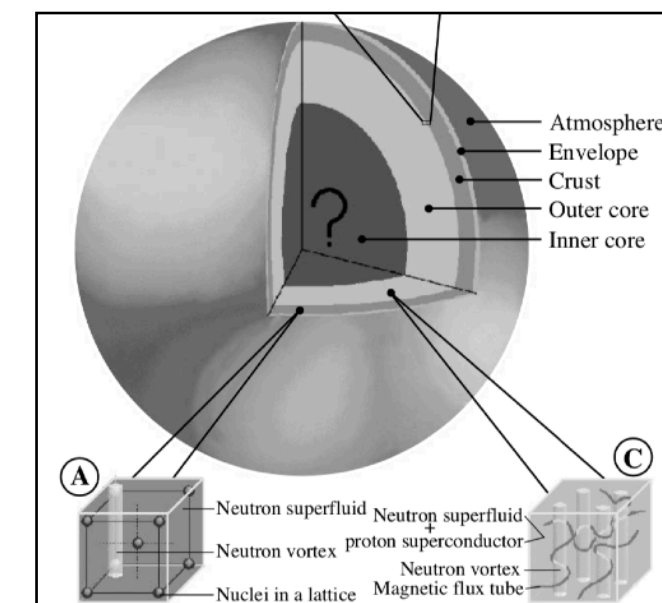 Atmosphere
Envelope
Crust
Outer core
Inner core
?
A
C
Neutron superfluid
Neutron vortex
Nuclei in a lattice
Neutron superfluid
+
proton superconductor
Neutron vortex
Magnetic flux tube